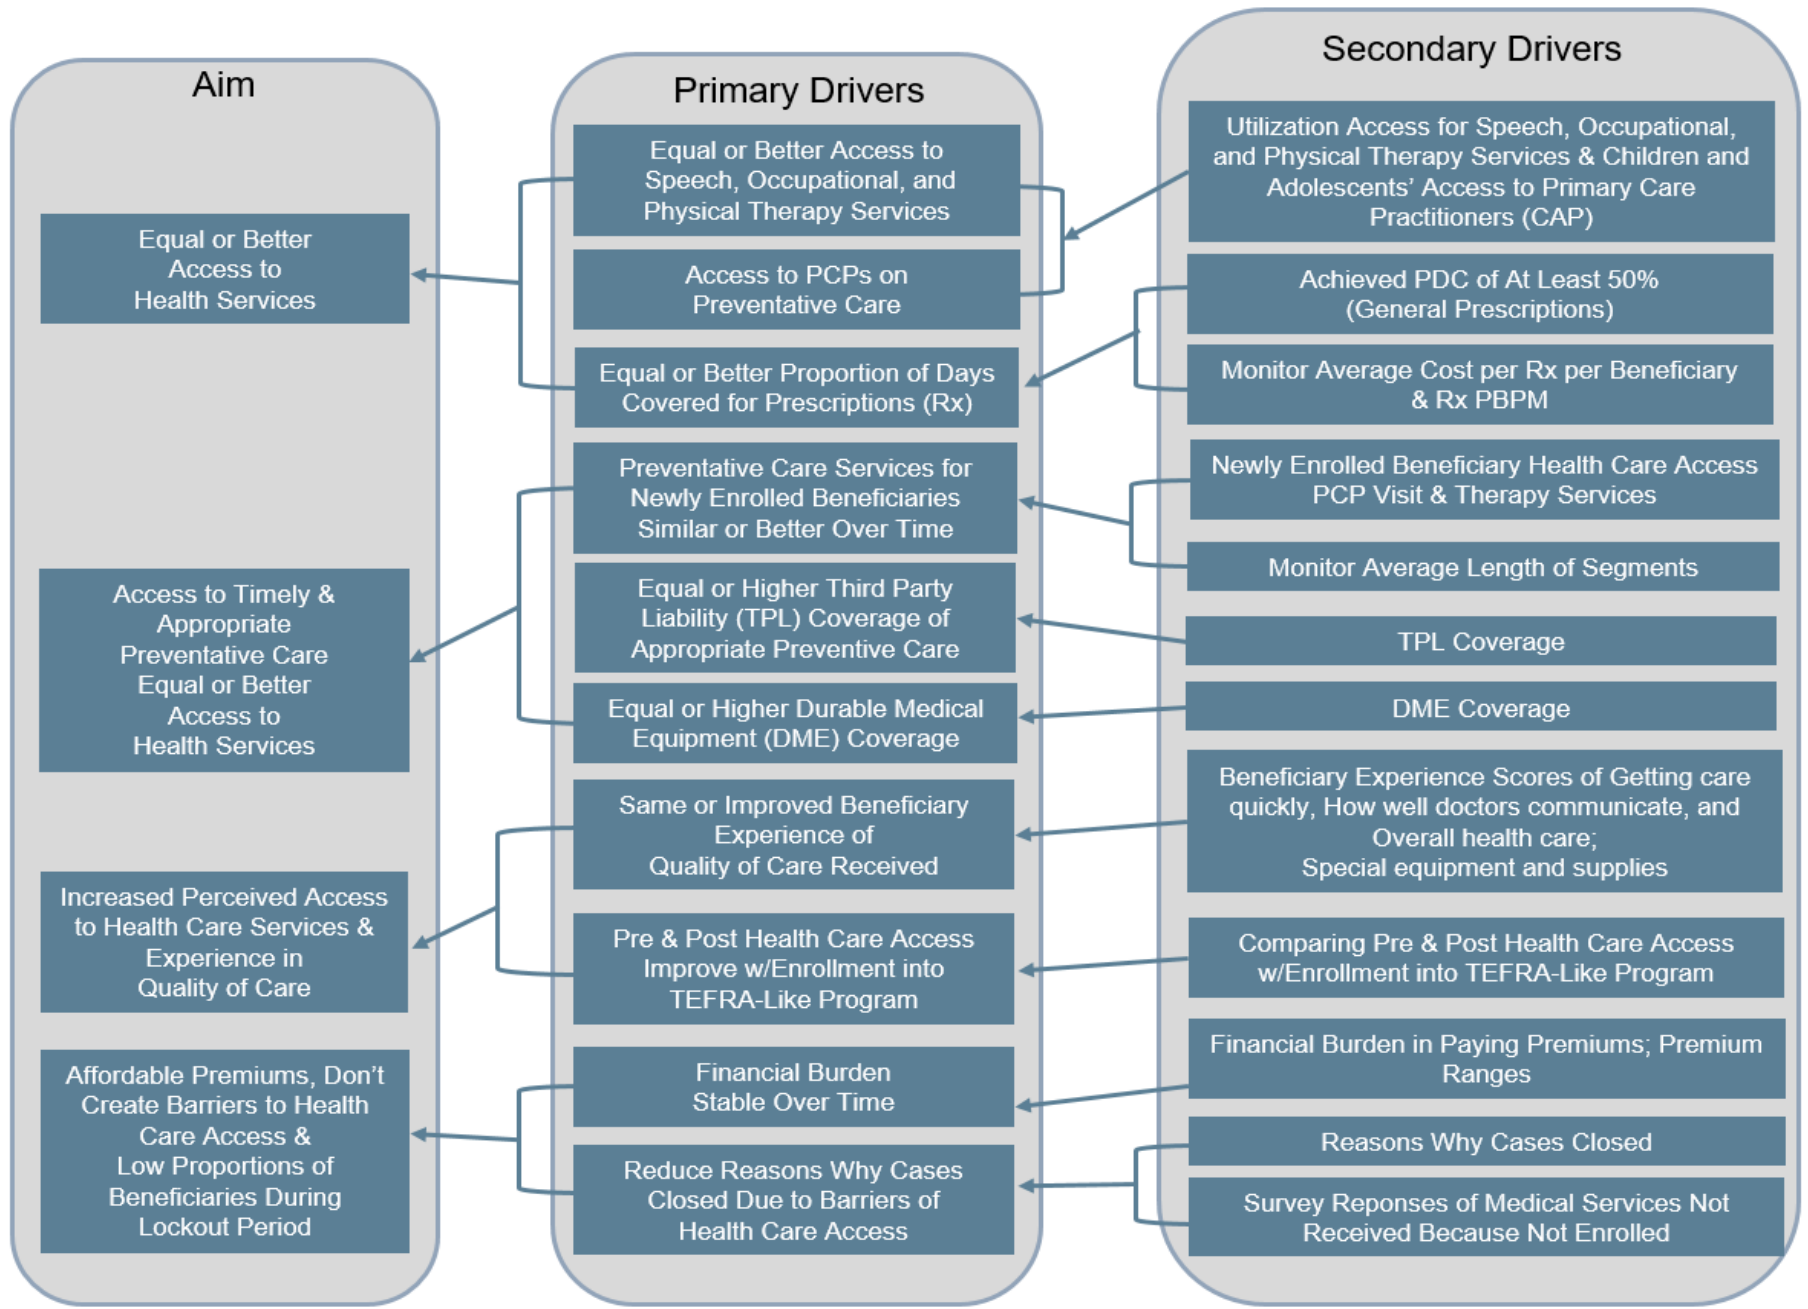 Aim
Equal or Better
Access to
Health Services
Access to Timely &
Appropriate
Preventative Care
Equal or Better
Access to
Health Services
Increased Perceived Access
to Health Care Services &
Experience in
Quality of Care
Affordable Premiums, Don’t
Create Barriers to Health
Care Access &
Low Proportions of
Beneficiaries During
Lockout Period
Primary Drivers
Equal or Better Access to
Speech, Occupational, and
Physical Therapy Services
Access to PCPs on
Preventative Care
Equal or Better Proportion of Days
Covered for Prescriptions (Rx)
Preventative Care Services for
Newly Enrolled Beneficiaries
Similar or Better Over Time
Equal or Higher Third Party
Liability (TPL) Coverage of
Appropriate Preventive Care
Equal or Higher Durable Medical
Equipment (DME) Coverage
Same or Improved Beneficiary
Experience of
Quality of Care Received
Pre & Post Health Care Access
Improve w/Enrollment into
TEFRA-Like Program
Financial Burden
Stable Over Time
Reduce Reasons Why Cases
Closed Due to Barriers of
Health Care Access
Secondary Drivers
Utilization Access for Speech, Occupational,
and Physical Therapy Services & Children and
Adolescents’ Access to Primary Care
Practitioners (CAP)
Achieved PDC of At Least 50%
(General Prescriptions)
Monitor Average Cost per Rx per Beneficiary
& Rx PBPM
Newly Enrolled Beneficiary Health Care Access
PCP Visit & Therapy Services
Monitor Average Length of Segments
TPL Coverage
DME Coverage
Beneficiary Experience Scores of Getting care
quickly, How well doctors communicate, and
Overall health care;
Special equipment and supplies
Comparing Pre & Post Health Care Access
w/Enrollment into TEFRA-Like Program
Financial Burden in Paying Premiums; Premium
Ranges
Reasons Why Cases Closed
Survey Reponses of Medical Services Not
Received Because Not Enrolled